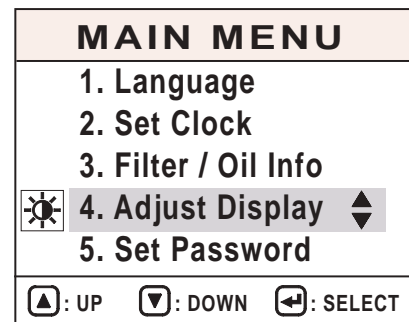 MAIN MENU
1. Language
2. Set Clock
3. Filter / Oil Info
4. Adjust Display
5. Set Password
: UP : DOWN : SELECT